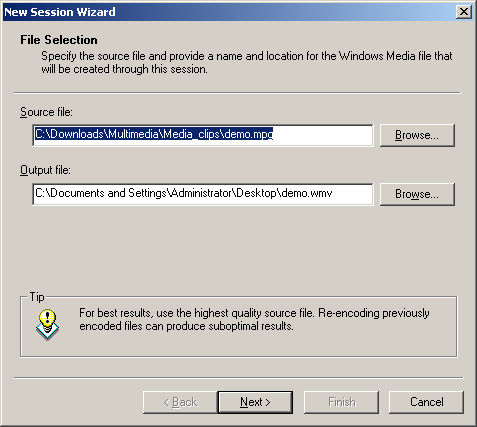 New Session Wizard
File Selection
Specify the source file and provide a name and location for the Windows Media file that
will be created through this session.
Source file:
C:\Downloads\Multimedia\Media_clips\demo.mpg
Browse...
Output file:
C:\Documents and Settings\Administrator\Desktop\demo.wmv
Browse...
Tip
For best results, use the highest quality source file. Re-encoding previously
encoded files can produce suboptimal results.
< Back
Next >
Finish
Cancel